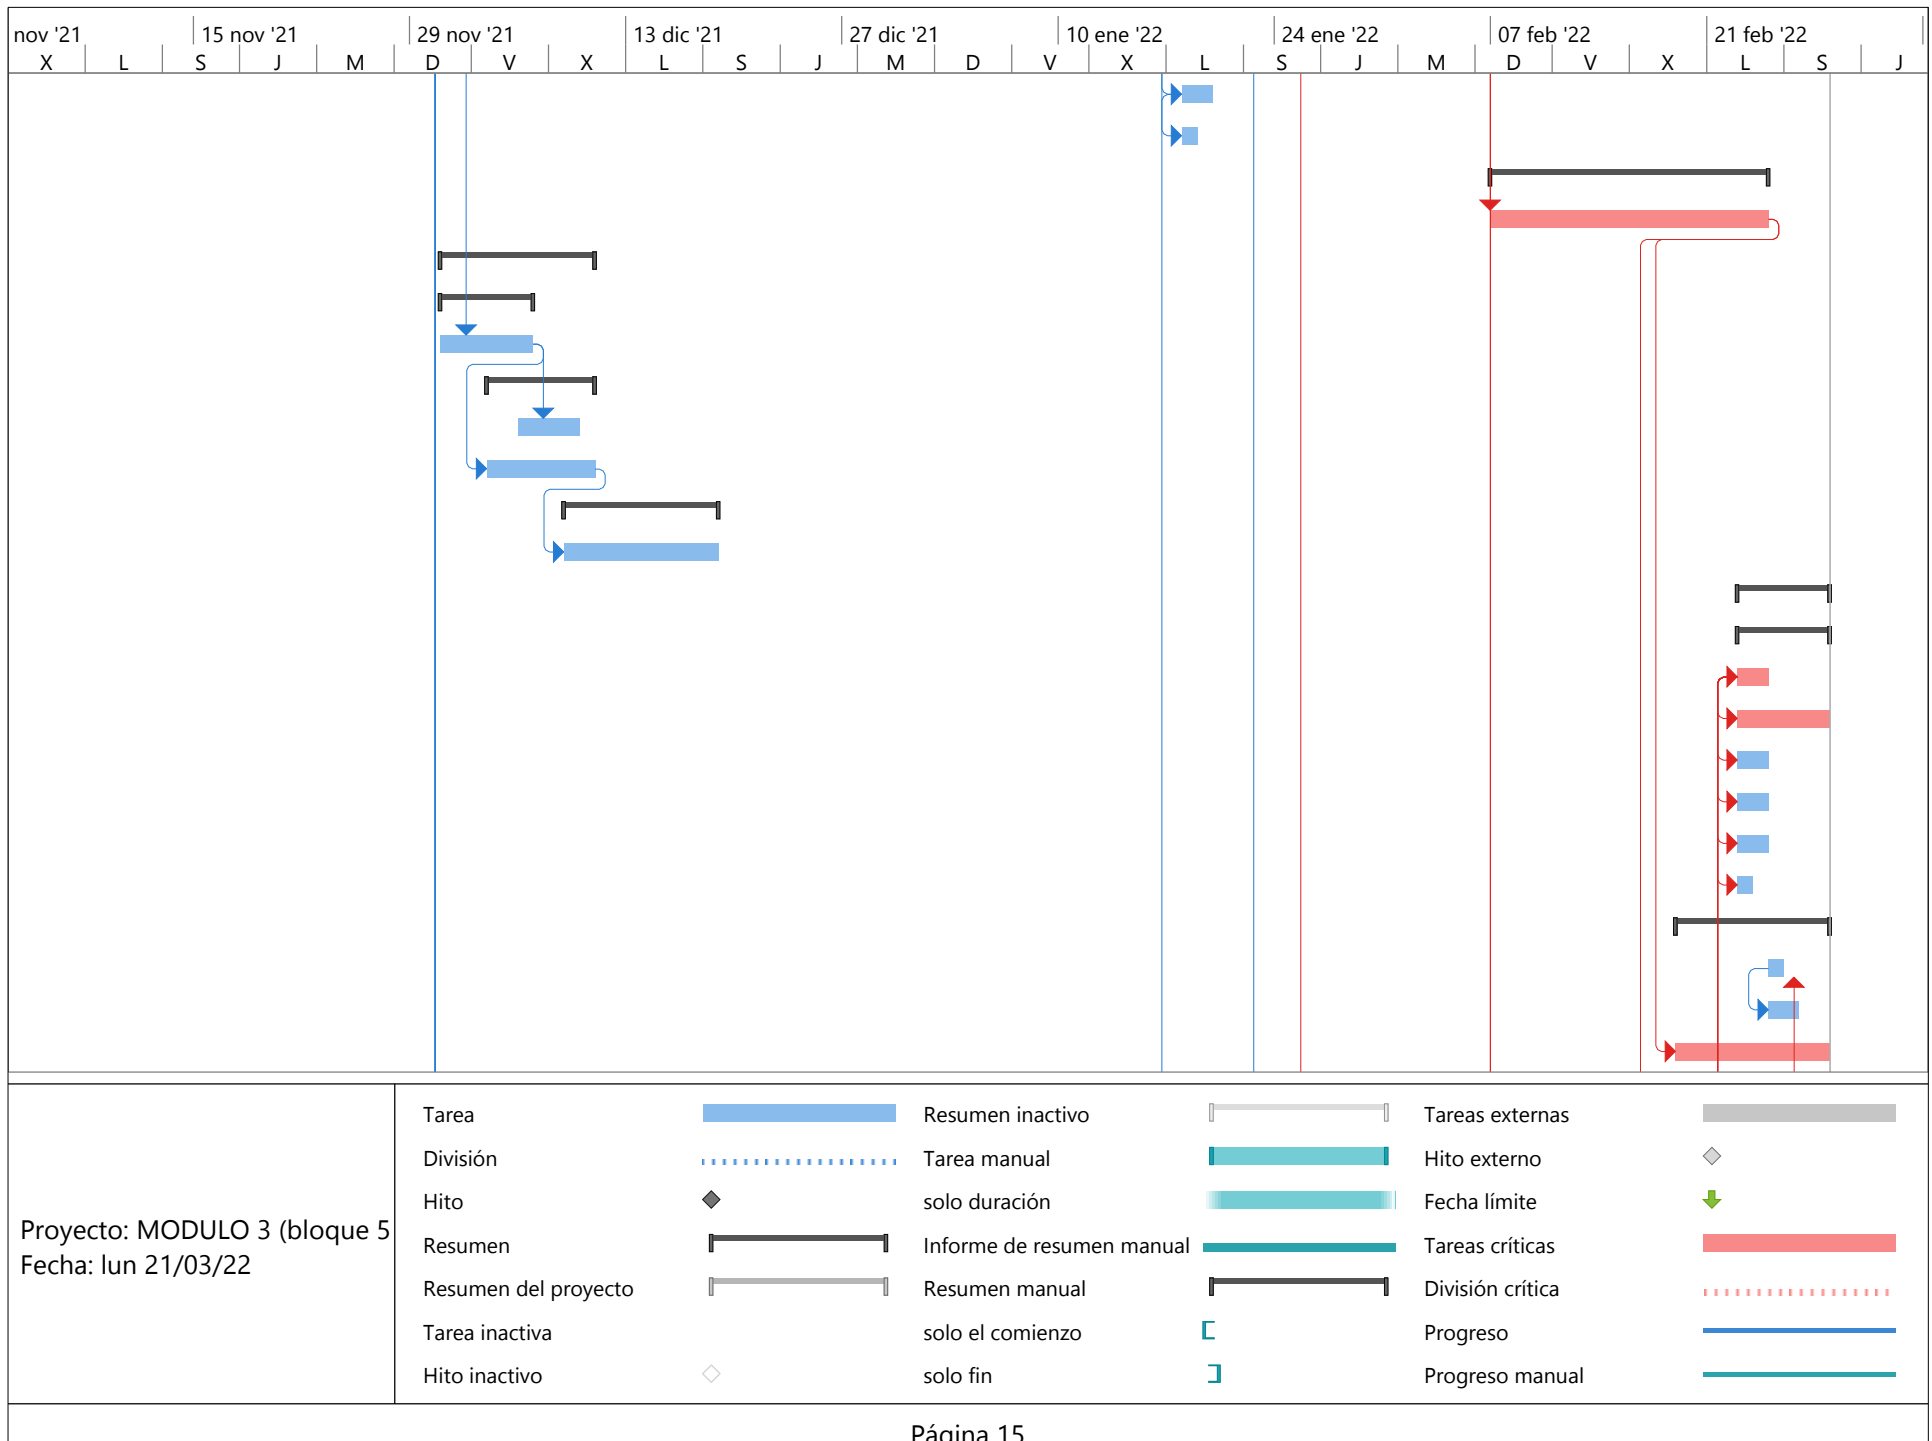 nov '21 15 nov '21 29 nov '21 13 dic '21 27 dic '21 10 ene '22 24 ene '22 07 feb '22 21 feb '22
X L S J M D V X L S J M D V X L S J M D V X L S J
Tarea Resumen inactivo Tareas externas
División Tarea manual Hito externo
Hito solo duración Fecha límite
Resumen Informe de resumen manual Tareas críticas
Resumen del proyecto Resumen manual División crítica
Tarea inactiva solo el comienzo Progreso
Hito inactivo solo fin Progreso manual
Proyecto: MODULO 3 (bloque 5
Fecha: lun 21/03/22
Página 15